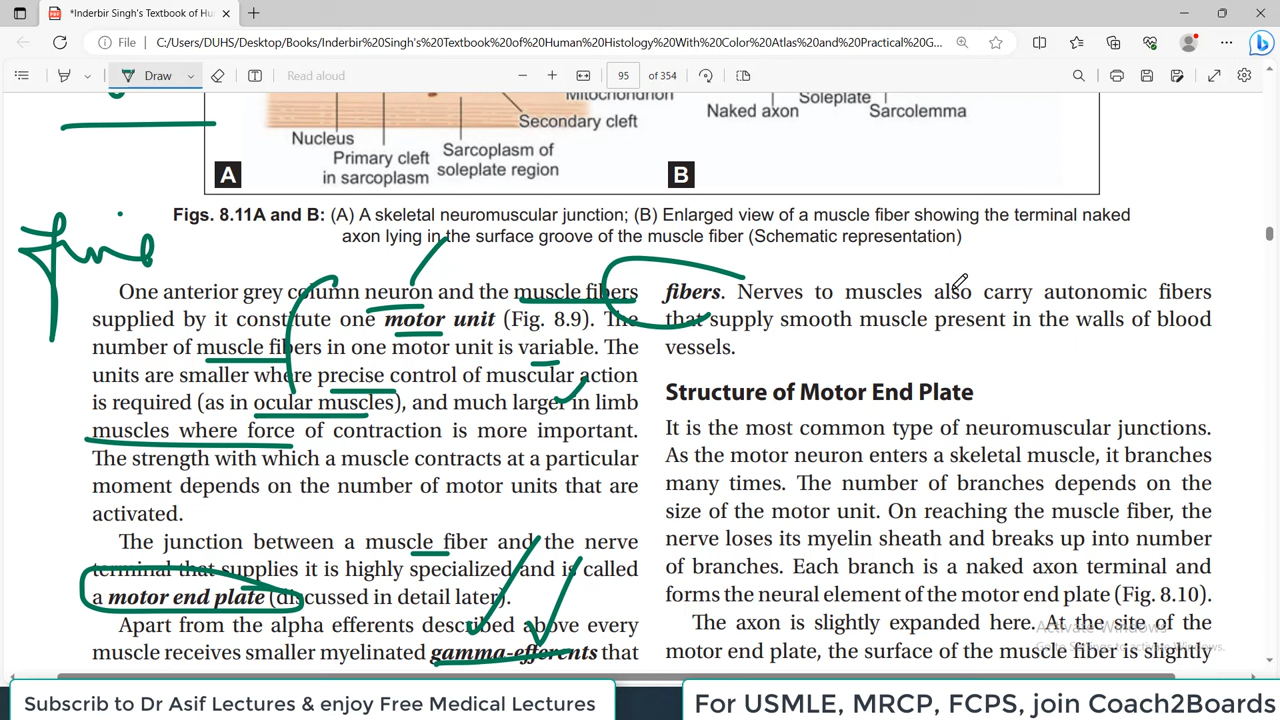 *Inderbir Singh's Textbook of Hu
File
C:/Users/DUHS/Desktop/Books/Inderbir%20Singh's%20Textbook%20of%20Human%20Histology%20With%20Color%20Atlas%20and%20Practical%20G...
Draw
Read aloud
95
of 354
Mitochondrion
Secondary cleft
Nucleus
Primary cleft
in sarcoplasm
Sarcoplasm of
soleplate region
A
Soleplate
Naked axon
Sarcolemma
B
Figs. 8.11A and B: (A) A skeletal neuromuscular junction; (B) Enlarged view of a muscle fiber showing the terminal naked
axon lying in the surface groove of the muscle fiber (Schematic representation)
One anterior grey column neuron and the muscle fibers
supplied by it constitute one motor unit (Fig. 8.9). The
number of muscle fibers in one motor unit is variable. The
units are smaller where precise control of muscular action
is required (as in ocular muscles), and much larger in limb
muscles where force of contraction is more important.
The strength with which a muscle contracts at a particular
moment depends on the number of motor units that are
activated.
The junction between a muscle fiber and the nerve
terminal that supplies it is highly specialized and is called
a motor end plate (discussed in detail later).
Apart from the alpha efferents described above every
muscle receives smaller myelinated gamma-efferents that
fibers. Nerves to muscles also carry autonomic fibers
that supply smooth muscle present in the walls of blood
vessels.
Structure of Motor End Plate
It is the most common type of neuromuscular junctions.
As the motor neuron enters a skeletal muscle, it branches
many times. The number of branches depends on the
size of the motor unit. On reaching the muscle fiber, the
nerve loses its myelin sheath and breaks up into number
of branches. Each branch is a naked axon terminal and
forms the neural element of the motor end plate (Fig. 8.10).
The axon is slightly expanded here. At the site of the
motor end plate, the surface of the muscle fiber is slightly
Activate Windows
Go to Settings to activate Windows.
Subscrib to Dr Asif Lectures & enjoy Free Medical Lectures
For USMLE, MRCP, FCPS, join Coach2Boards